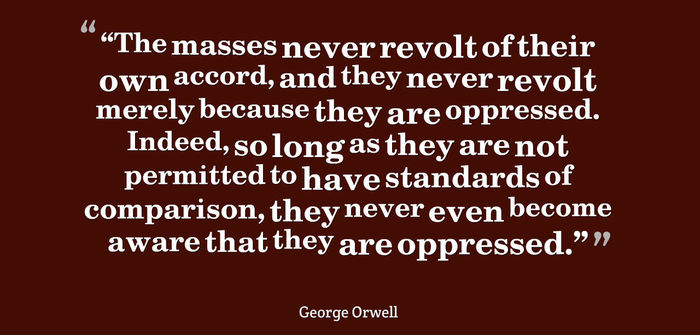 “ “The masses never revolt of their
own accord, and they never revolt
merely because they are oppressed.
Indeed, so long as they are not
permitted to have standards of
comparison, they never even become
aware that they are oppressed.” ”
George Orwell